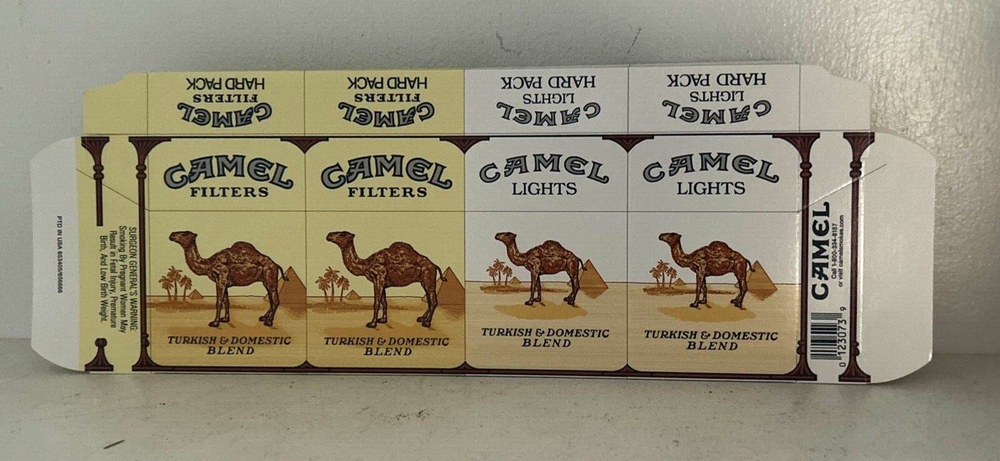 HARD PACK
FILTERS
CAMEL
HARD PACK
FILTERS
CAMEL
HARD PACK
LIGHTS
CAMEL
HARD PACK
LIGHTS
CAMEL
CAMEL
FILTERS
CAMEL
FILTERS
CAMEL
LIGHTS
CAMEL
LIGHTS
TURKISH & DOMESTIC
BLEND
TURKISH & DOMESTIC
BLEND
TURKISH & DOMESTIC
BLEND
TURKISH & DOMESTIC
BLEND
PTD IN USA
SURGEON GENERAL'S WARNING:
Smoking By Pregnant Women May
Result in Fetal Injury, Premature
Birth, And Low Birth Weight.
CAMEL
Call 1-800-334-8157
or visit camelsmokes.com
0 123073 9